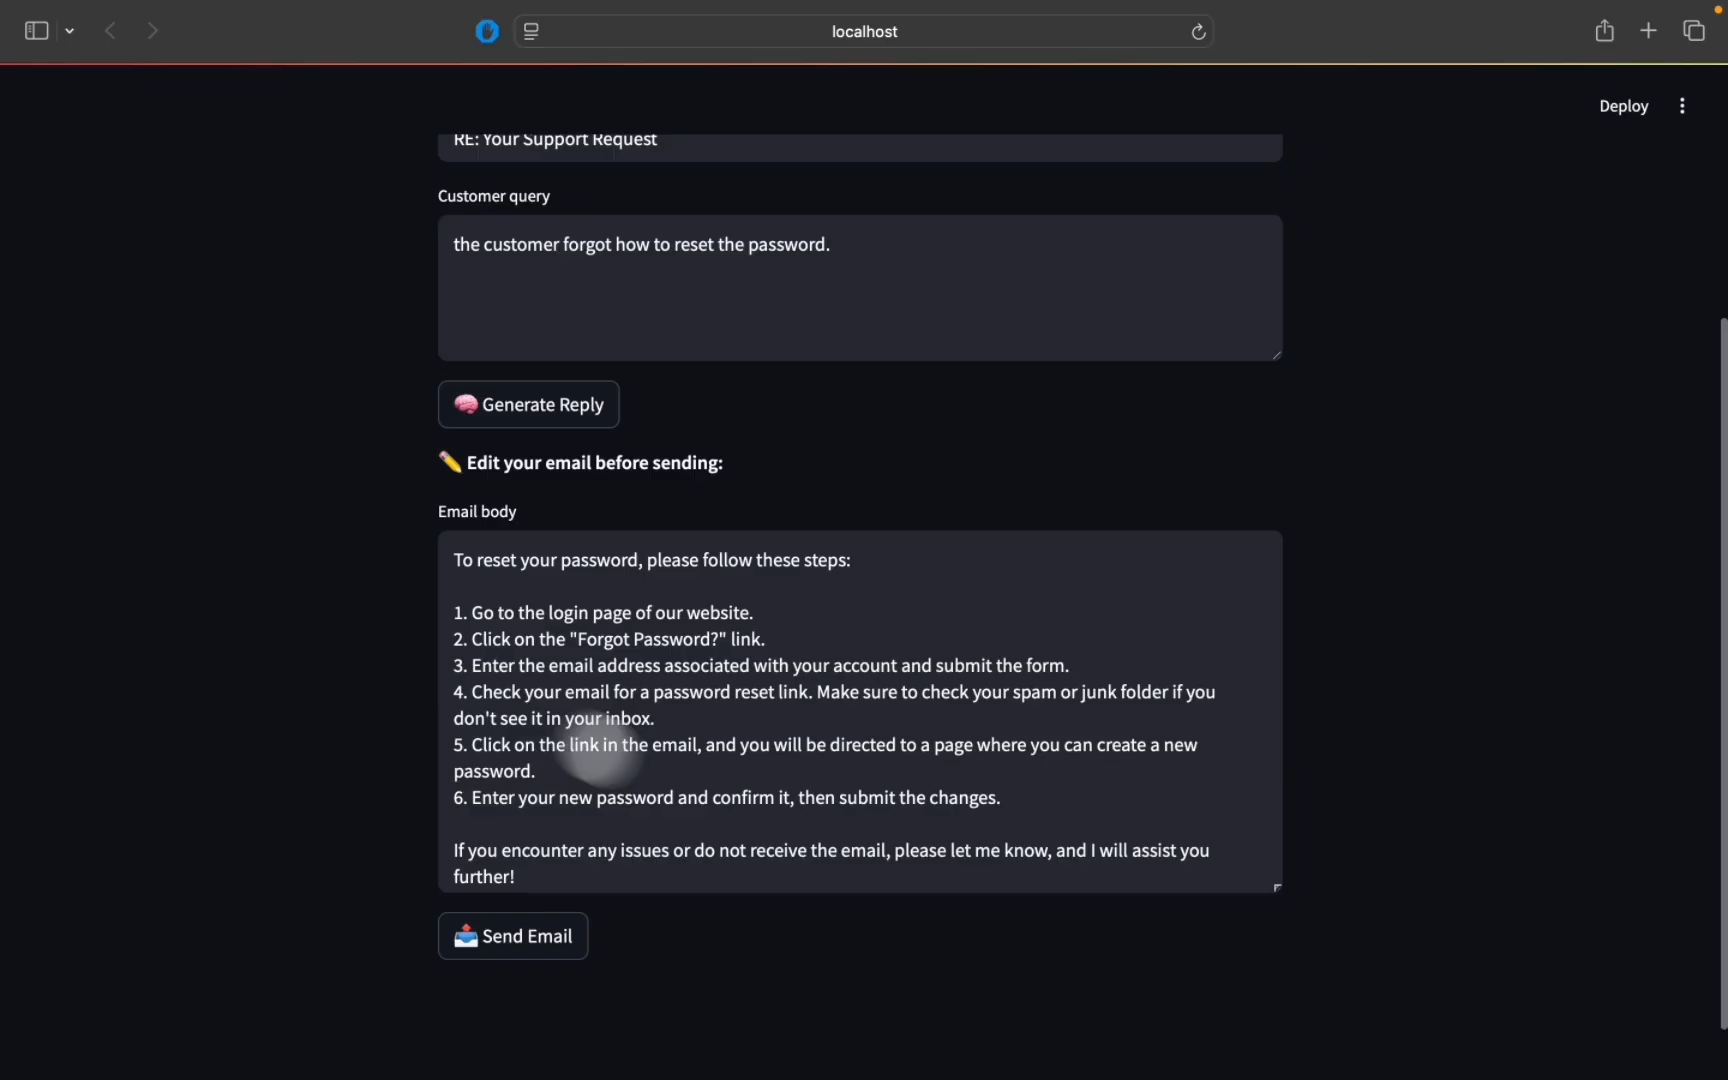 localhost
Deploy
RE: Your Support Request
Customer query
the customer forgot how to reset the password.
🧠 Generate Reply
✏️ Edit your email before sending:
Email body
To reset your password, please follow these steps:
1. Go to the login page of our website.
2. Click on the "Forgot Password?" link.
3. Enter the email address associated with your account and submit the form.
4. Check your email for a password reset link. Make sure to check your spam or junk folder if you
don't see it in your inbox.
5. Click on the link in the email, and you will be directed to a page where you can create a new
password.
6. Enter your new password and confirm it, then submit the changes.
If you encounter any issues or do not receive the email, please let me know, and I will assist you
further!
📤 Send Email